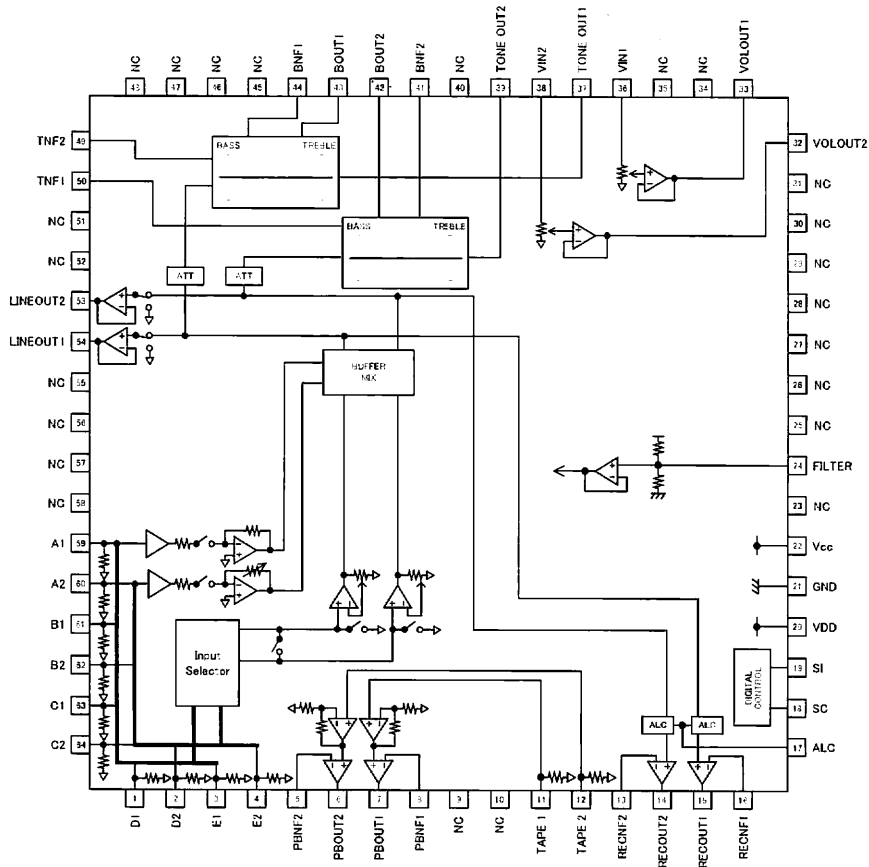 NC
NC
NC
NC
BNF1
BOUT1
BOUT2
BNF2
NC
TONE OUT2
VIN2
TONE OUT1
VIN1
NC
NC
VOLOUT1
48 47 46 45 44 43 42 41 40 39 38 37 36 35 34 33
TNF2 49
TNF1 50
NC 51
NC 52
LINEOUT2 53
LINEOUT1 54
NC 55
NC 56
NC 57
NC 58
A1 59
A2 60
B1 61
B2 62
C1 63
C2 64
BASS TREBLE
BASS TREBLE
ATT ATT
BUFFER
MIX
Input
Selector
ALC ALC
DIGITAL
CONTROL
32 VOLOUT2
31 NC
30 NC
29 NC
28 NC
27 NC
26 NC
25 NC
24 FILTER
23 NC
22 Vcc
21 GND
20 VDD
19 SI
18 SC
17 ALC
1 2 3 4 5 6 7 8 9 10 11 12 13 14 15 16
D1
D2
E1
E2
PBNF2
PBOUT2
PBOUT1
PBNF1
NC
NC
TAPE 1
TAPE 2
RECNF2
RECOUT2
RECOUT1
RECNF1